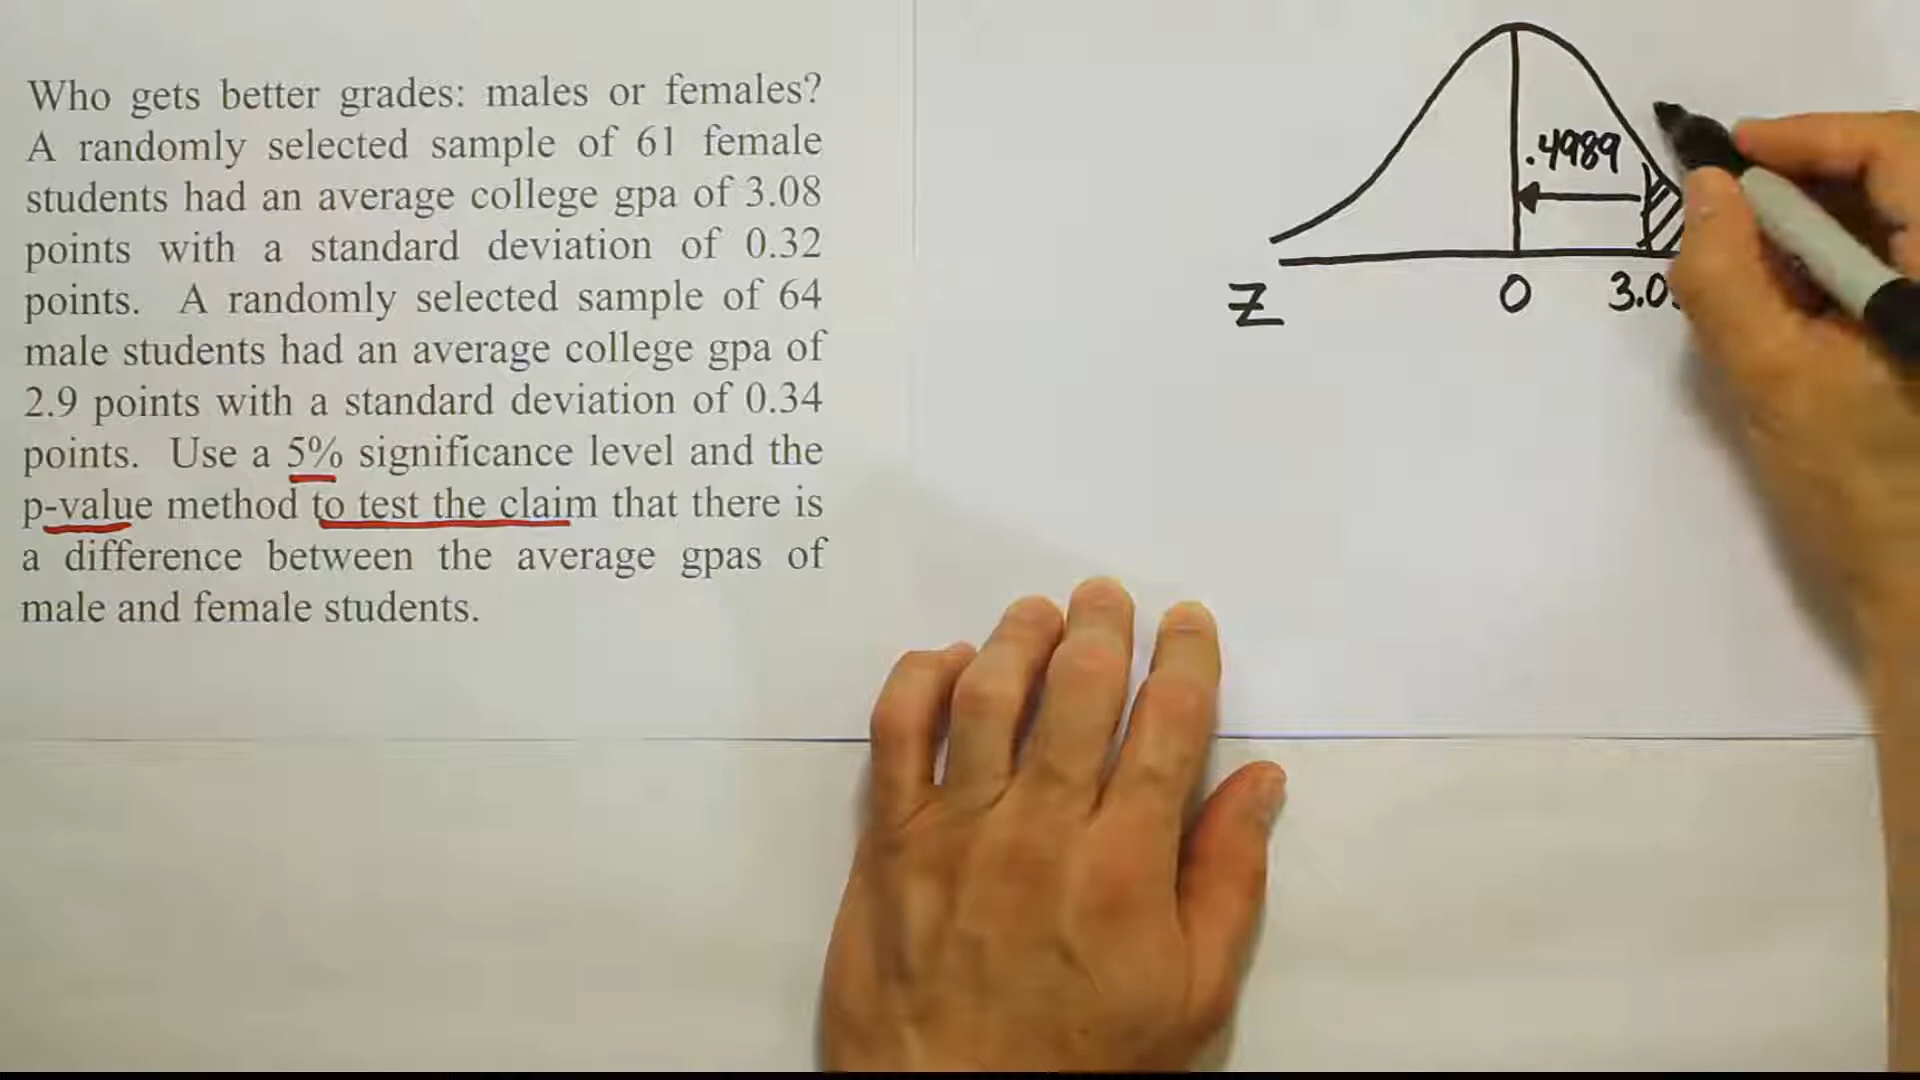 Who gets better grades: males or females?
A randomly selected sample of 61 female
students had an average college gpa of 3.08
points with a standard deviation of 0.32
points. A randomly selected sample of 64
male students had an average college gpa of
2.9 points with a standard deviation of 0.34
points. Use a 5% significance level and the
p-value method to test the claim that there is
a difference between the average gpas of
male and female students.
.4989
Z 0 3.0